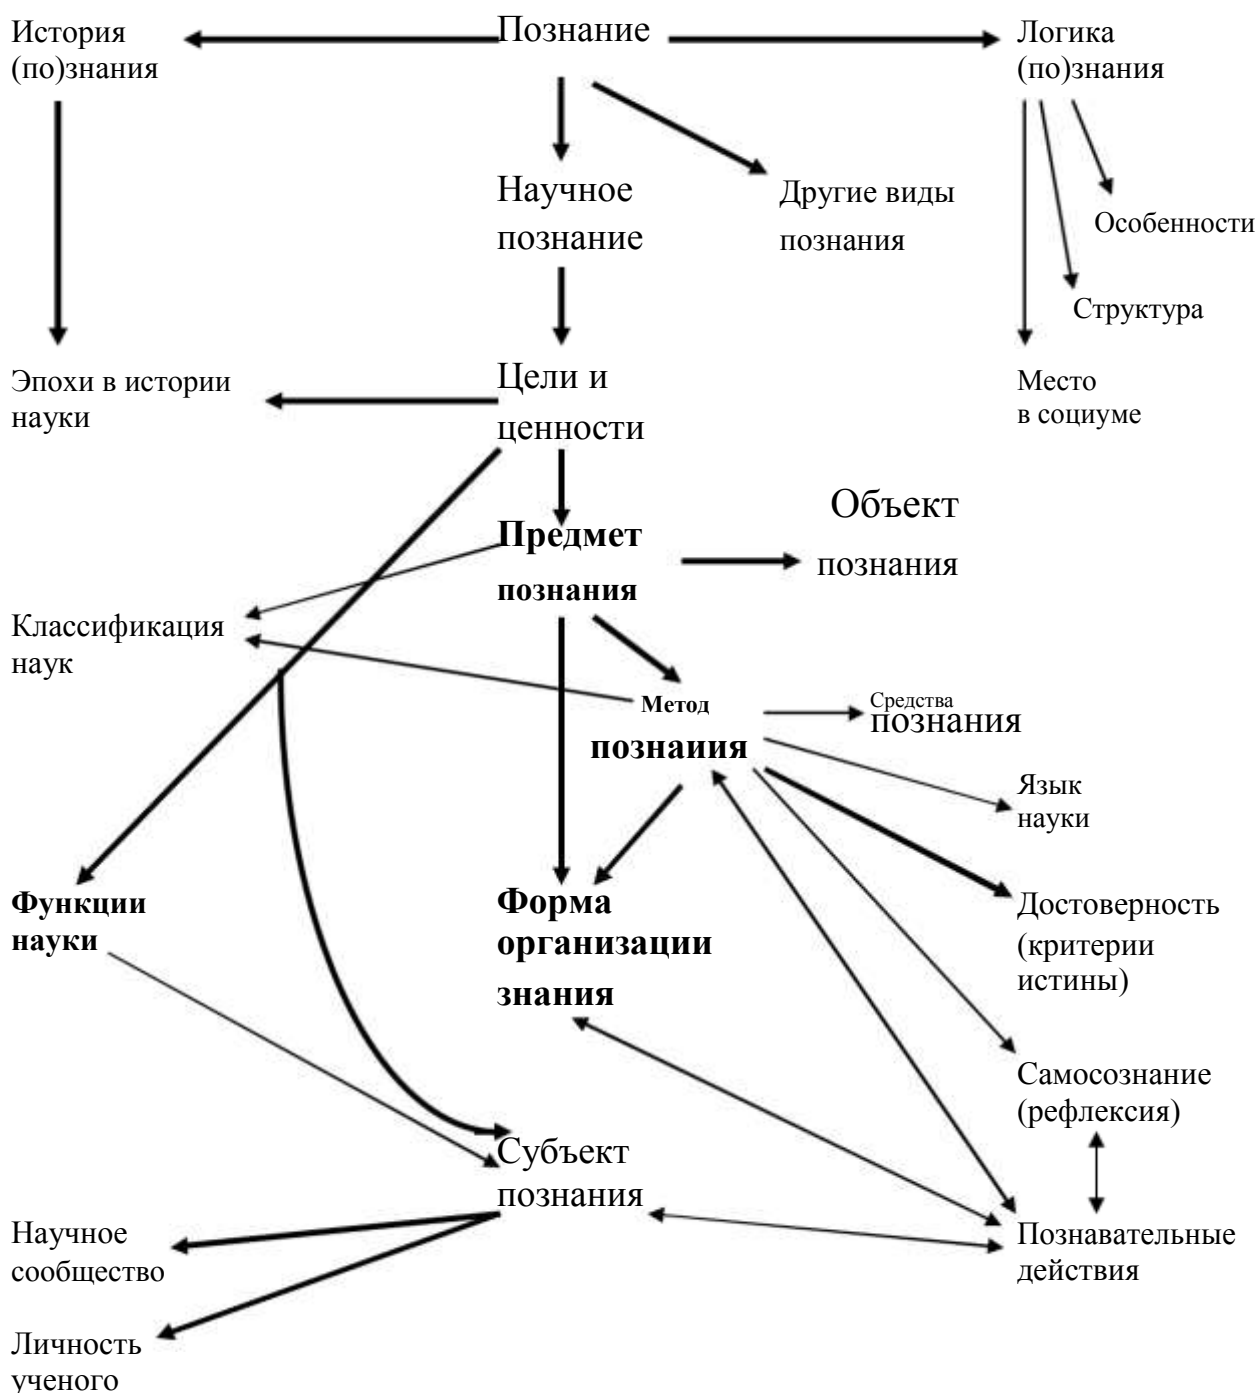 История
(по)знания
Познание
Логика
(по)знания
Научное
познание
Другие виды
познания
Особенности
Структура
Эпохи в истории
науки
Цели и
ценности
Место
в социуме
Объект
познания
Предмет
познания
Классификация
наук
Метод
познаиия
Средства
познания
Язык
науки
Функции
науки
Форма
организации
знания
Достоверность
(критерии
истины)
Самосознание
(рефлексия)
Субъект
познания
Научное
сообщество
Познавательные
действия
Личность
ученого